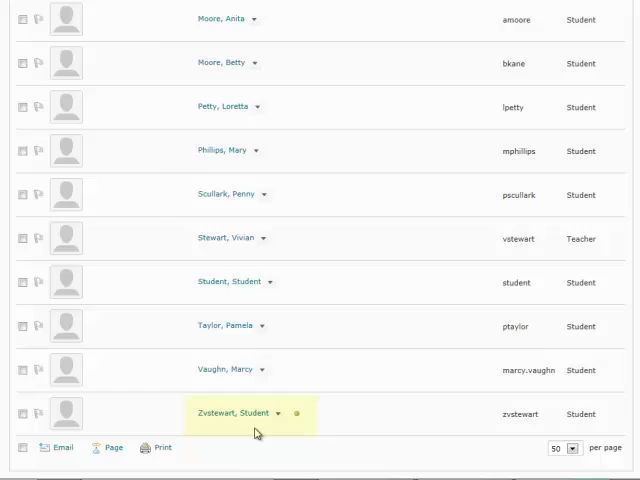 Moore, Anita amoore Student
Moore, Betty bkane Student
Petty, Loretta lpetty Student
Phillips, Mary mphillips Student
Scullark, Penny pscullark Student
Stewart, Vivian vstewart Teacher
Student, Student student Student
Taylor, Pamela ptaylor Student
Vaughn, Marcy marcy.vaughn Student
Zvstewart, Student zvstewart Student
Email Page Print 50 per page